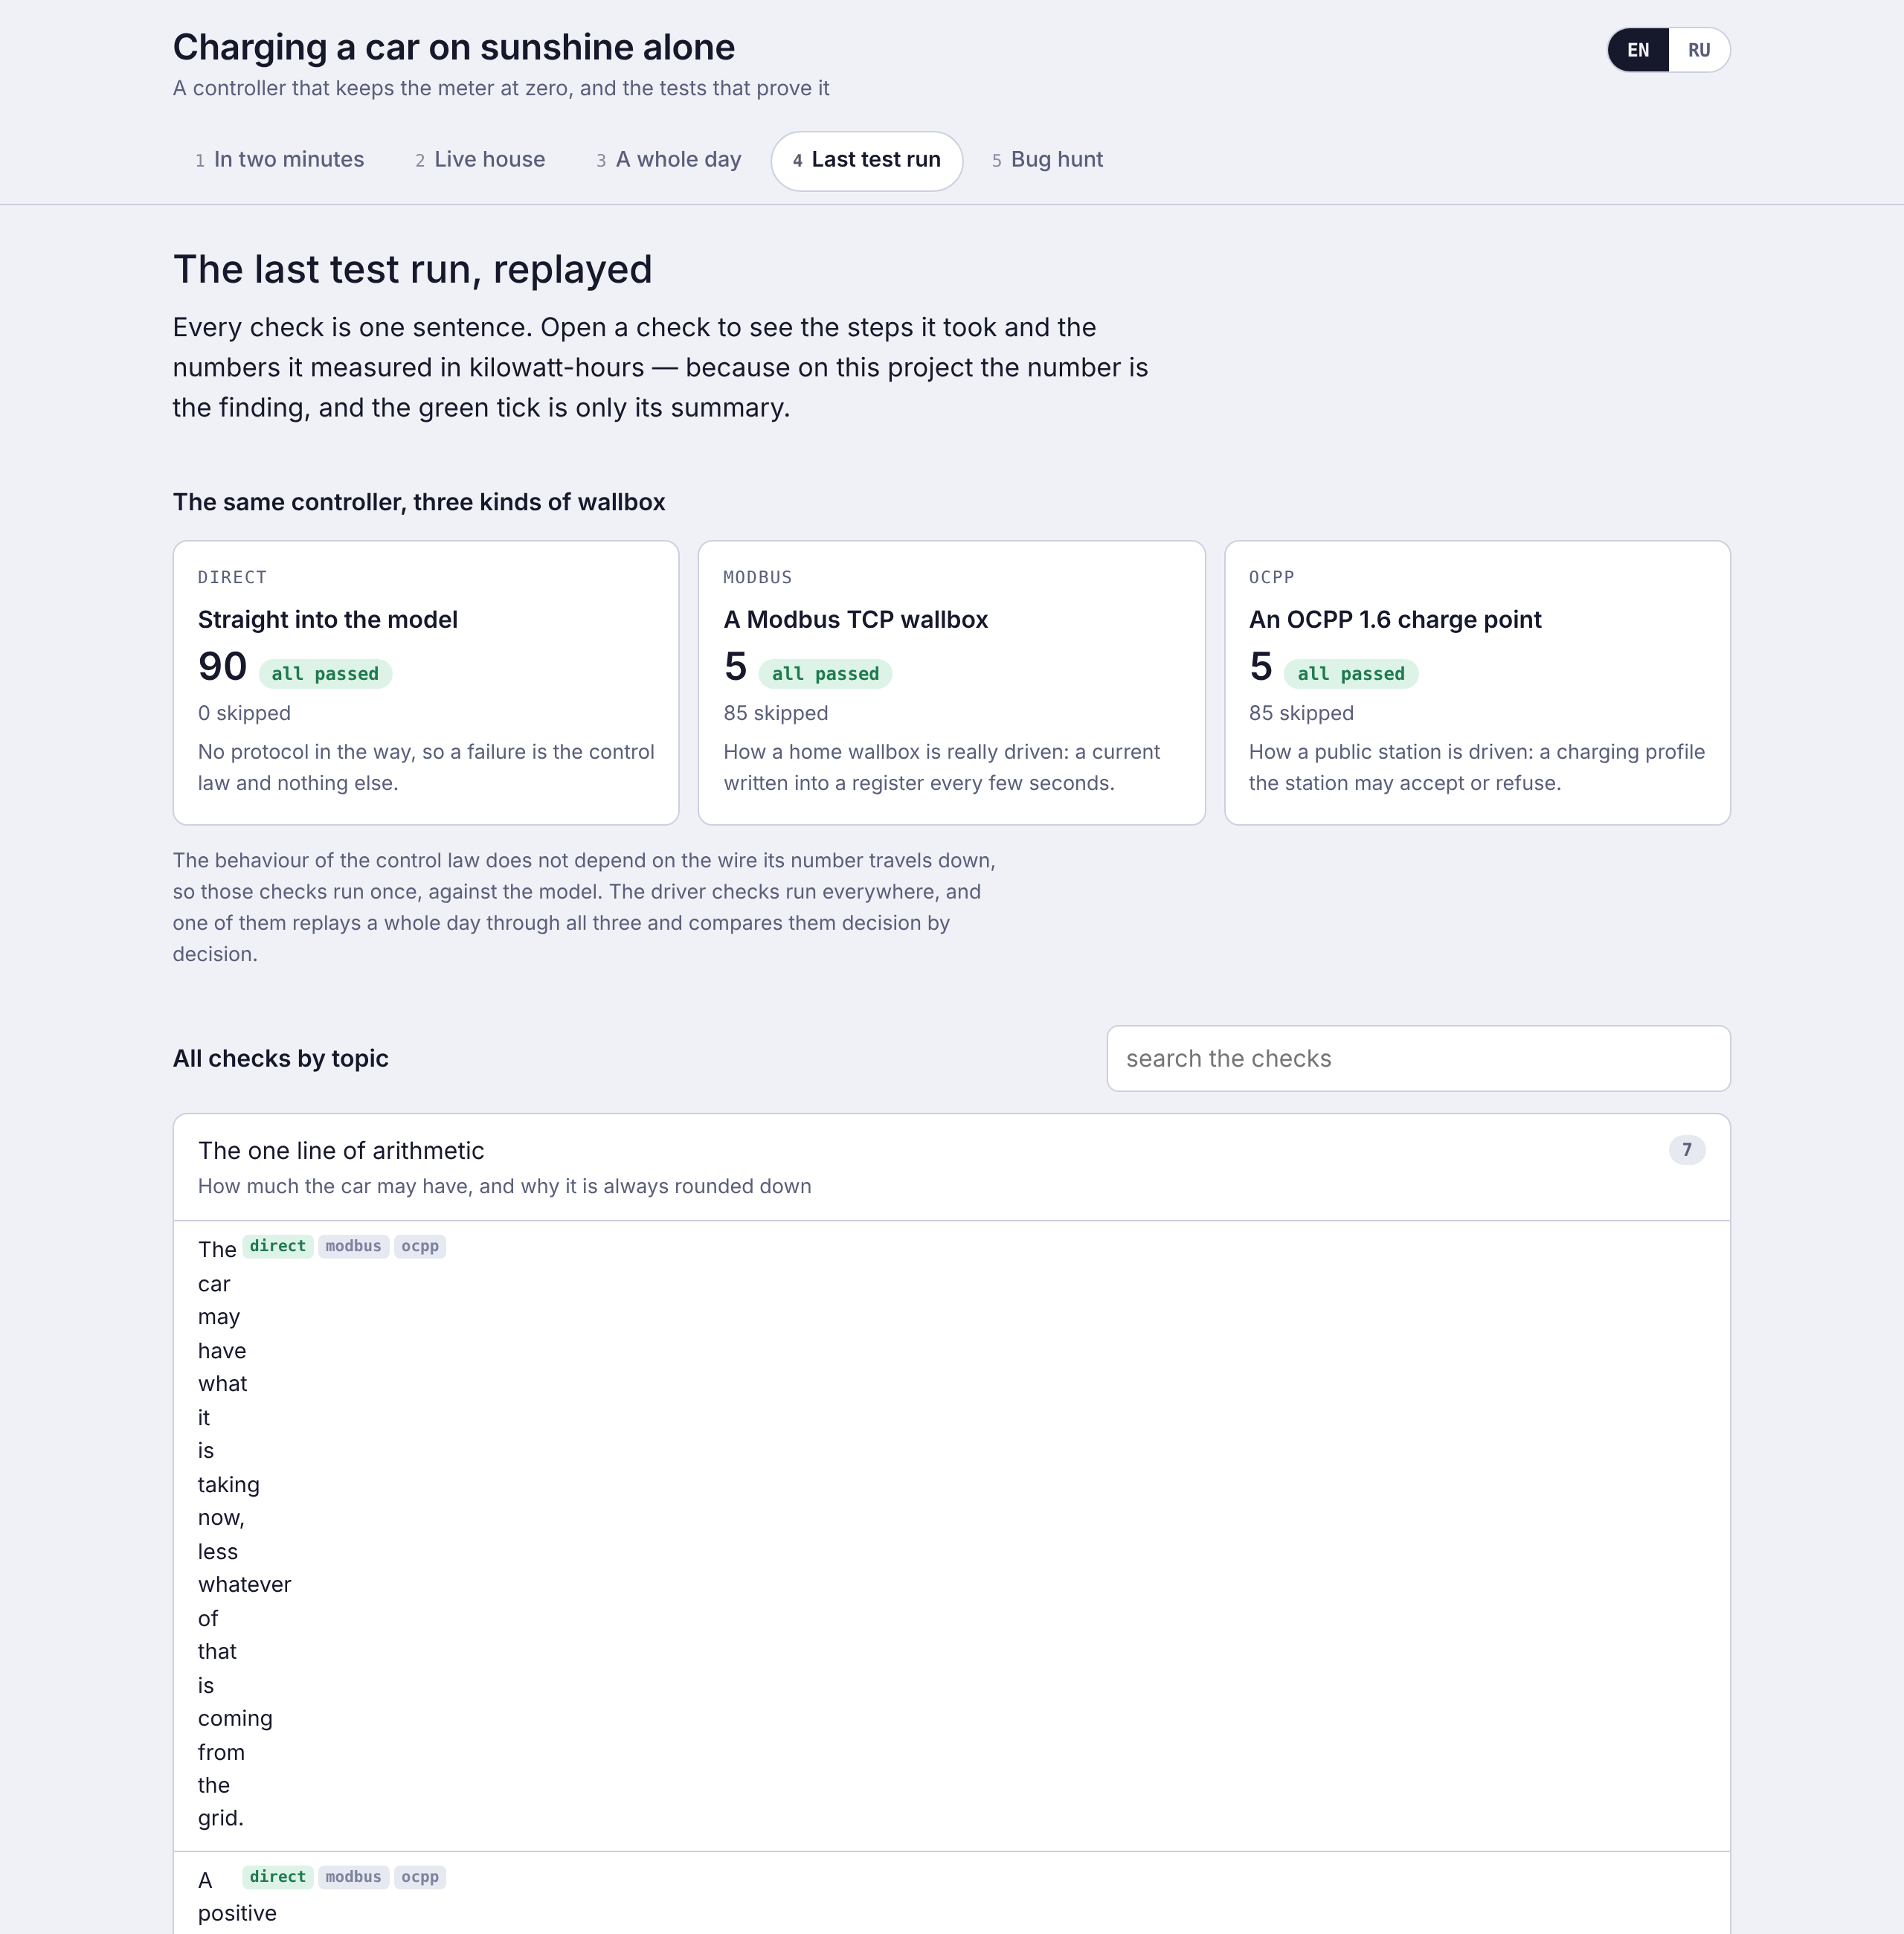 Charging a car on sunshine alone
A controller that keeps the meter at zero, and the tests that prove it
EN RU
1 In two minutes 2 Live house 3 A whole day 4 Last test run 5 Bug hunt
The last test run, replayed
Every check is one sentence. Open a check to see the steps it took and the
numbers it measured in kilowatt-hours — because on this project the number is
the finding, and the green tick is only its summary.
The same controller, three kinds of wallbox
DIRECT
Straight into the model
90 all passed
0 skipped
No protocol in the way, so a failure is the control
law and nothing else.
MODBUS
A Modbus TCP wallbox
5 all passed
85 skipped
How a home wallbox is really driven: a current
written into a register every few seconds.
OCPP
An OCPP 1.6 charge point
5 all passed
85 skipped
How a public station is driven: a charging profile
the station may accept or refuse.
The behaviour of the control law does not depend on the wire its number travels down,
so those checks run once, against the model. The driver checks run everywhere, and
one of them replays a whole day through all three and compares them decision by
decision.
All checks by topic
search the checks
The one line of arithmetic
7
How much the car may have, and why it is always rounded down
The direct modbus ocpp
car
may
have
what
it
is
taking
now,
less
whatever
of
that
is
coming
from
the
grid.
A direct modbus ocpp
positive